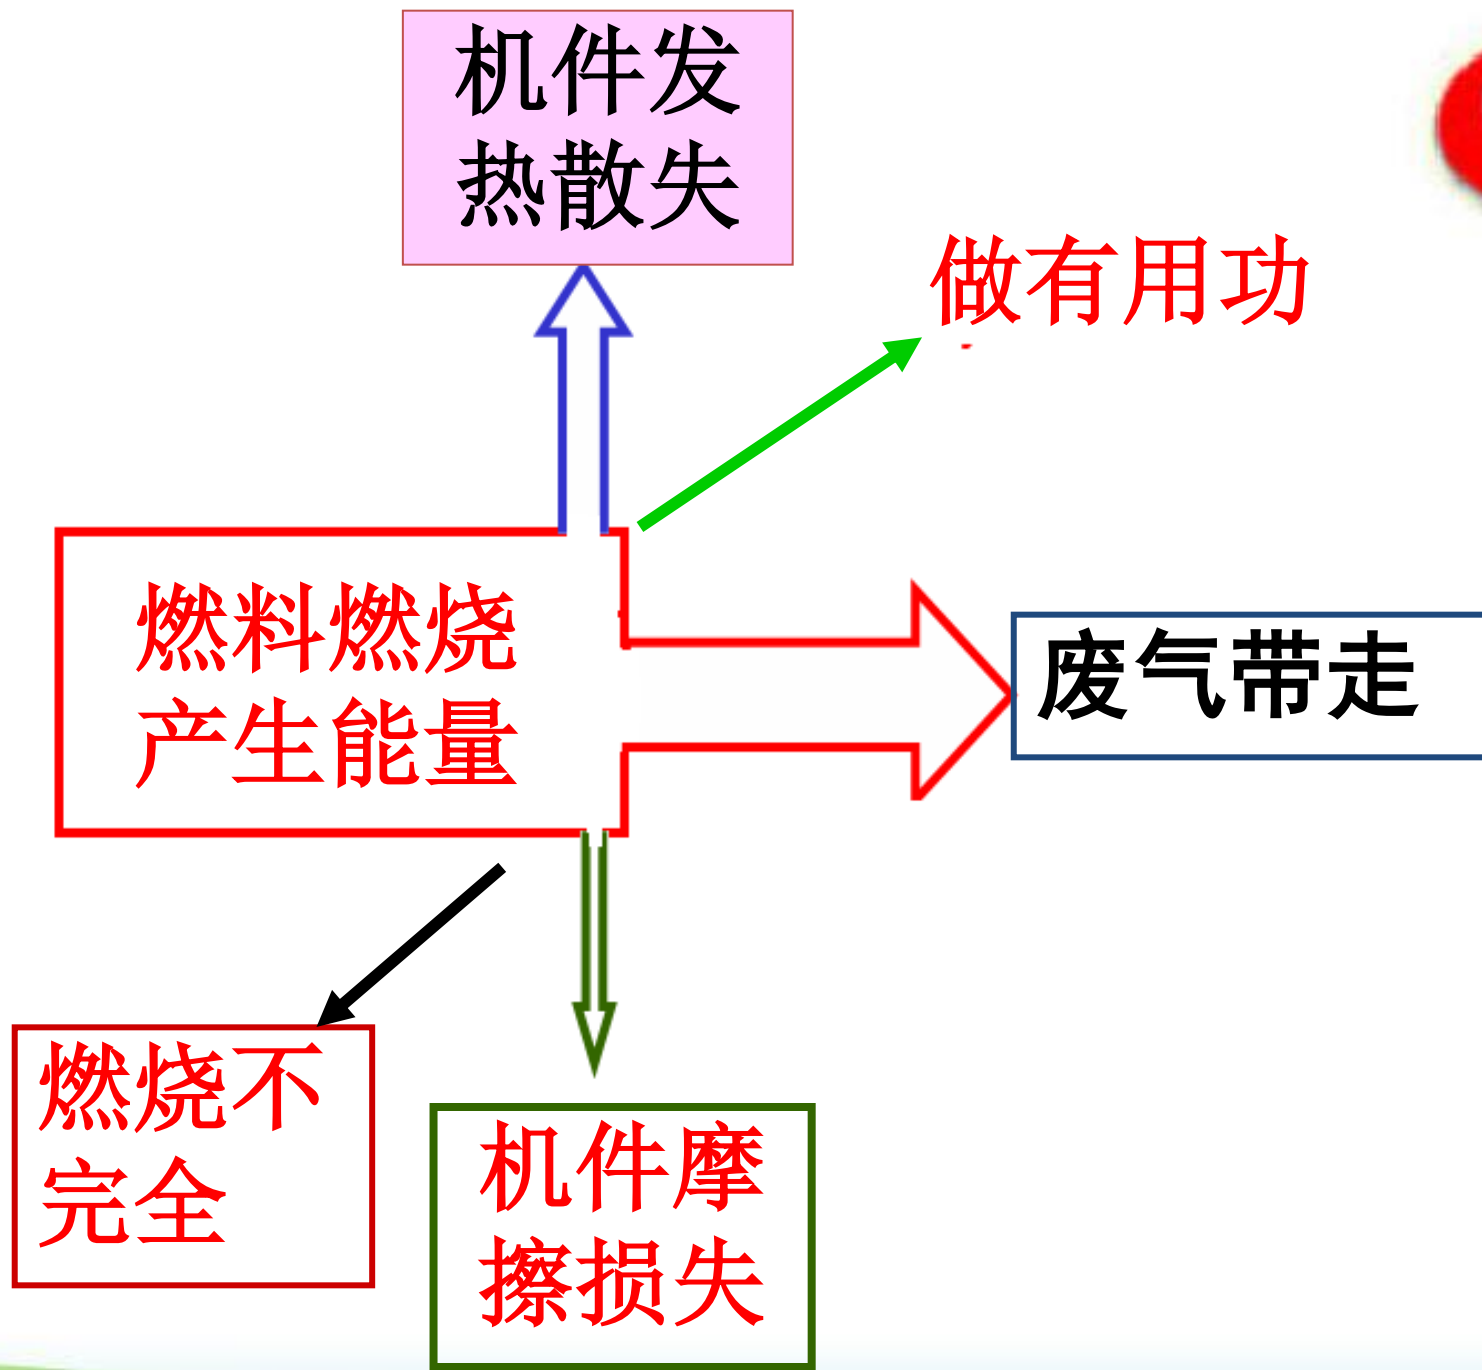 机件发
热散失
做有用功
燃料燃烧
产生能量
废气带走
燃烧不
完全
机件摩
擦损失